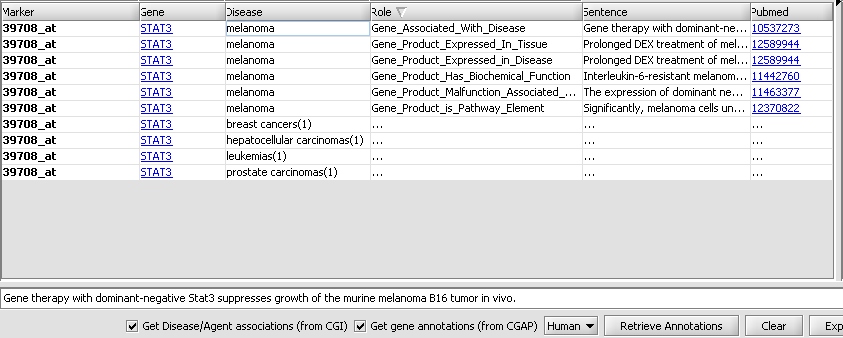 Marker Gene Disease Role Sentence Pubmed
39708_at STAT3 melanoma Gene_Associated_With_Disease Gene therapy with dominant-ne... 10537273
39708_at STAT3 melanoma Gene_Product_Expressed_In_Tissue Prolonged DEX treatment of mel... 12589944
39708_at STAT3 melanoma Gene_Product_Expressed_in_Disease Prolonged DEX treatment of mel... 12589944
39708_at STAT3 melanoma Gene_Product_Has_Biochemical_Function Interleukin-6-resistant melanom... 11442760
39708_at STAT3 melanoma Gene_Product_Malfunction_Associated_... The expression of dominant ne... 11463377
39708_at STAT3 melanoma Gene_Product_is_Pathway_Element Significantly, melanoma cells un... 12370822
39708_at STAT3 breast cancers(1) ... ... ...
39708_at STAT3 hepatocellular carcinomas(1) ... ... ...
39708_at STAT3 leukemias(1) ... ... ...
39708_at STAT3 prostate carcinomas(1) ... ... ...
Gene therapy with dominant-negative Stat3 suppresses growth of the murine melanoma B16 tumor in vivo.
Get Disease/Agent associations (from CGI) Get gene annotations (from CGAP) Human Retrieve Annotations Clear Exp